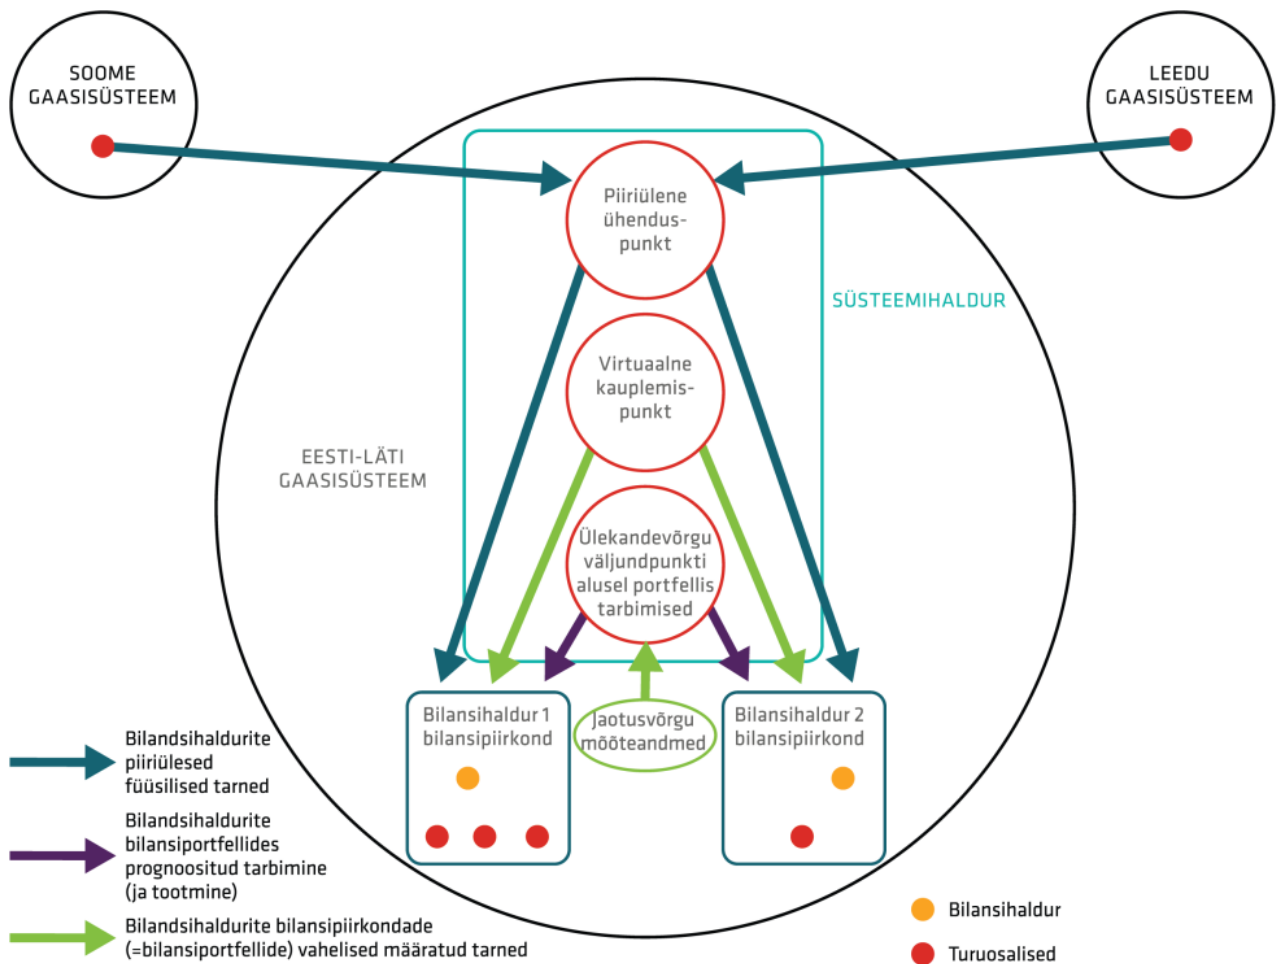 SOOME
GAASISÜSTEEM
LEEDU
GAASISÜSTEEM
Piiriülene
ühendus-
punkt
SÜSTEEMIHALDUR
Virtuaalne
kauplemis-
punkt
EESTI-LÄTI
GAASISÜSTEEM
Ülekandevõrgu
väljundpunkti
alusel portfellis
tarbimised
Bilansihaldur 1
bilansipiirkond
Jaotusvõrgu
mõõteandmed
Bilansihaldur 2
bilansipiirkond
Bilandsihaldurite
piiriülesed
füüsilised tarned
Bilandsihaldurite
bilansiportfellides
prognoositud tarbimine
(ja tootmine)
Bilandsihaldurite bilansipiirkondade
(=bilansiportfellide) vahelised määratud tarned
Bilansihaldur
Turuosalised